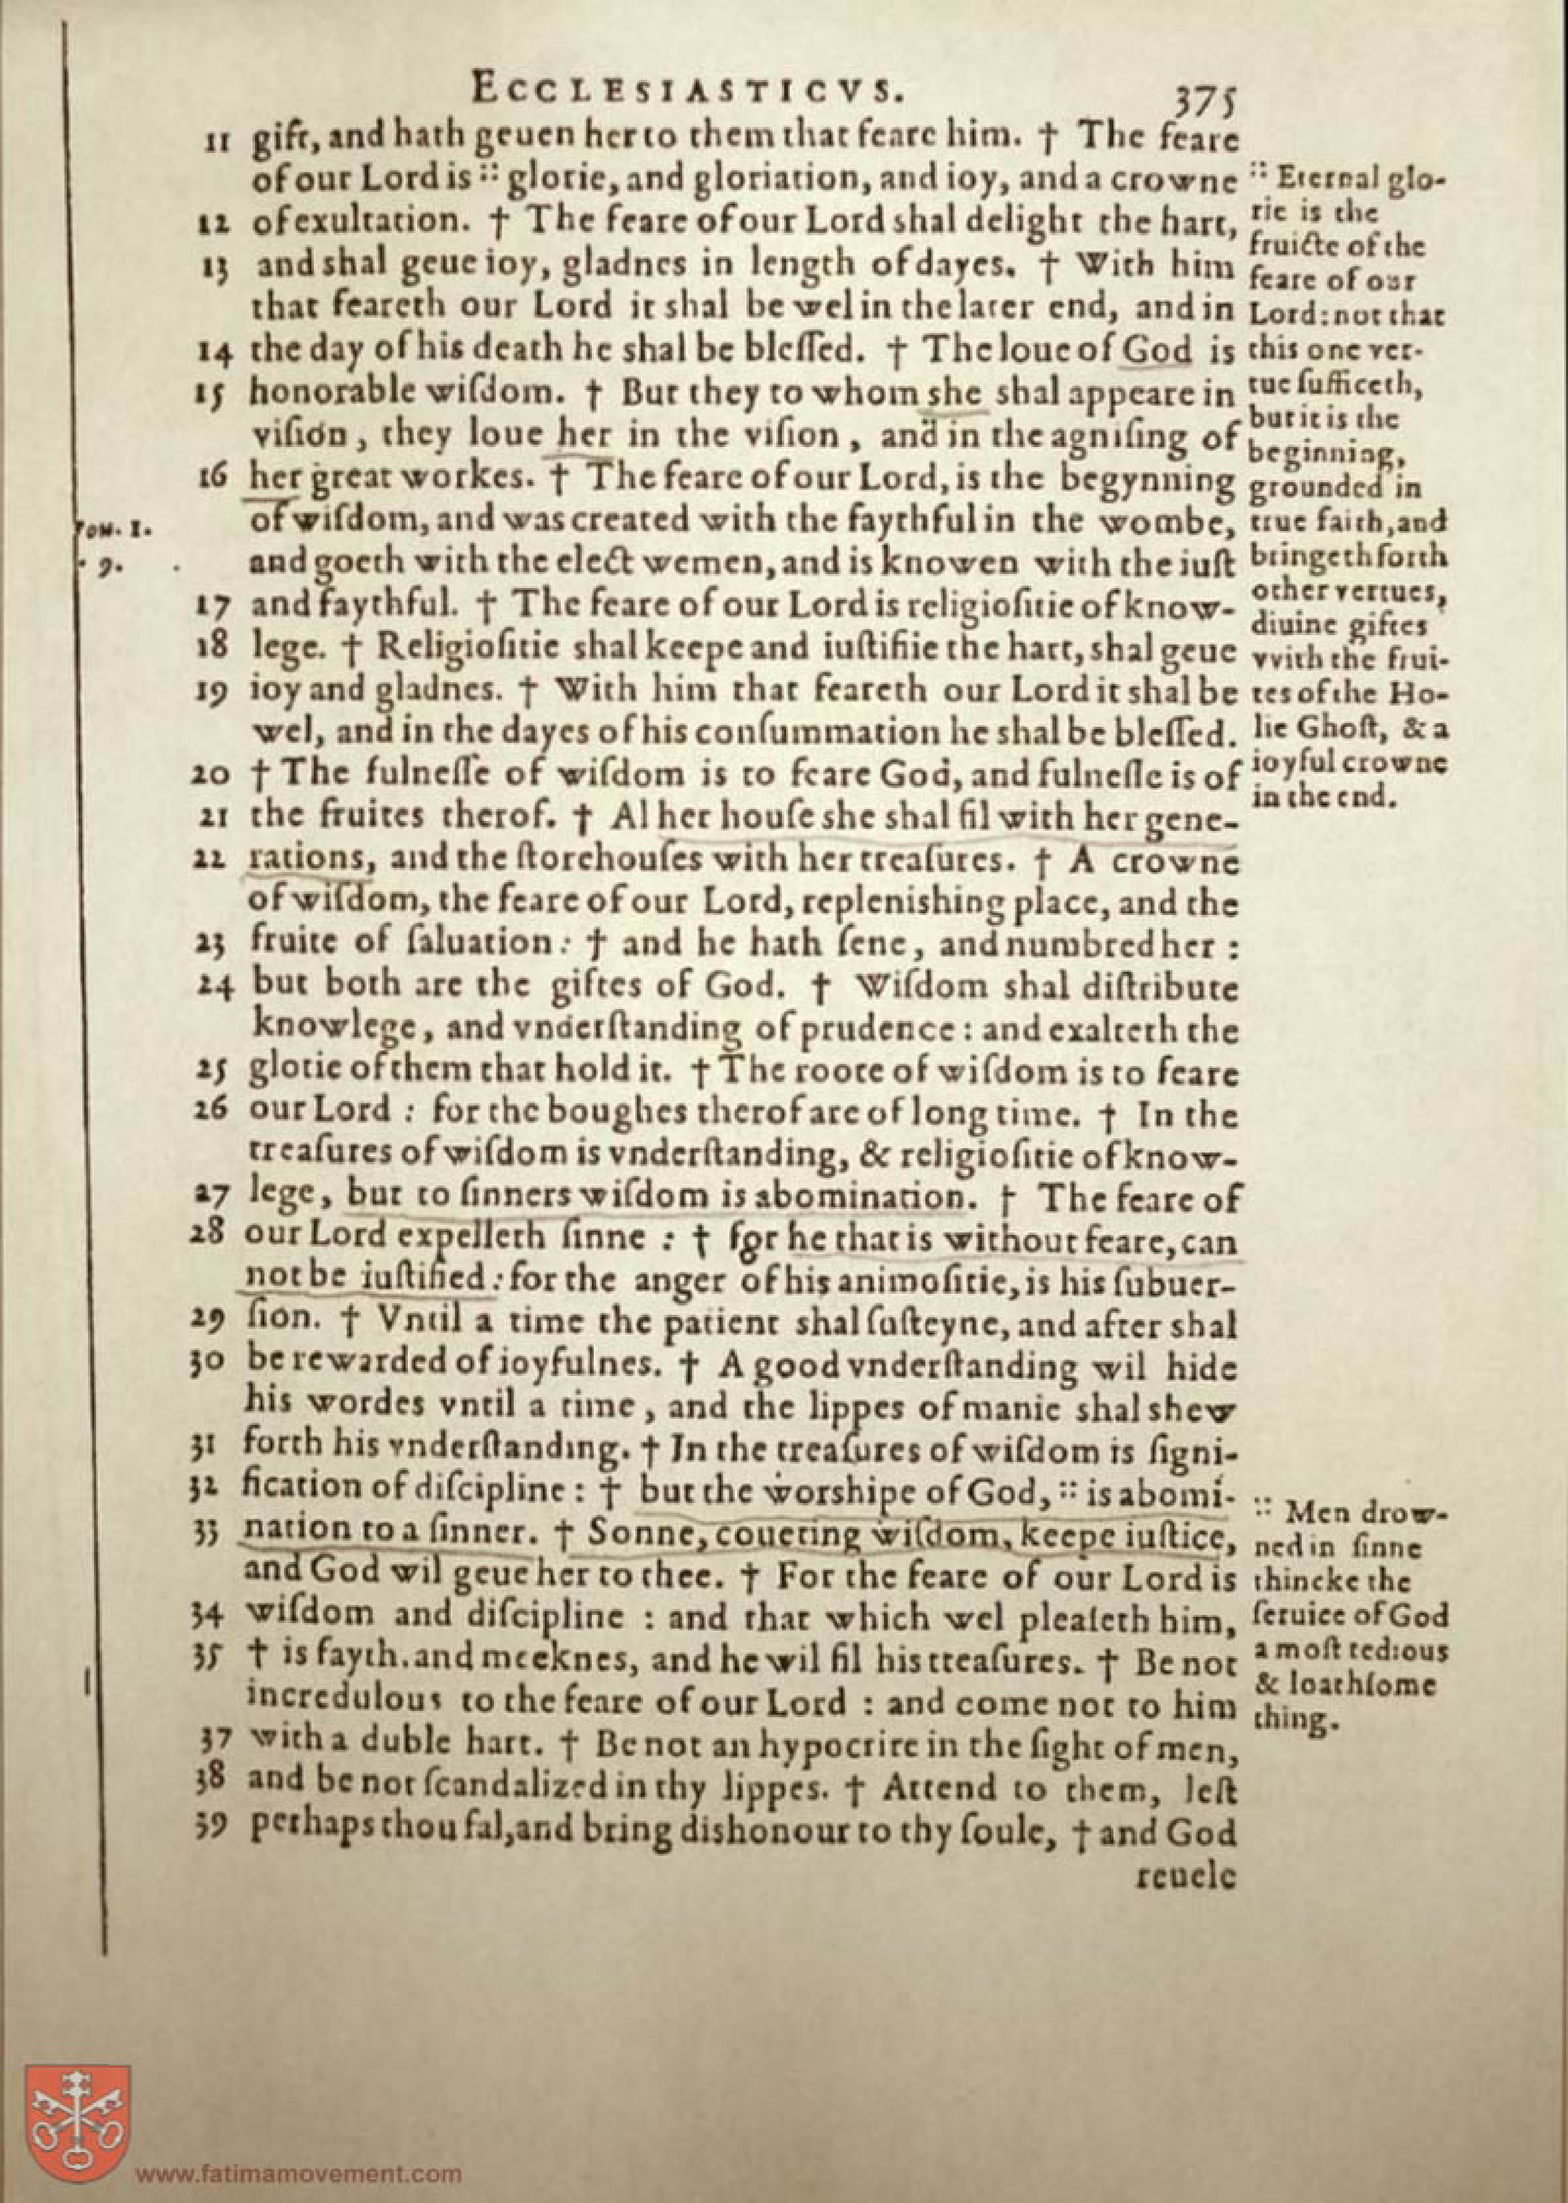 ECCLESIASTICVS. 375
11 gift, and hath geuen her to them that feare him. † The feare
of our Lord is :: glorie, and gloriation, and ioy, and a crowne
12 of exultation. † The feare of our Lord shal delight the hart,
13 and shal geue ioy, gladnes in length of dayes. † With him
that feareth our Lord it shal be wel in the later end, and in
14 the day of his death he shal be bleſſed. † The loue of God is
15 honorable wiſdom. † But they to whom she shal appeare in
viſion, they loue her in the viſion, and in the agniſing of
16 her great workes. † The feare of our Lord, is the begynning
of wiſdom, and was created with the faythful in the wombe,
and goeth with the elect wemen, and is knowen with the iuſt
17 and faythful. † The feare of our Lord is religioſitie of know-
18 lege. † Religioſitie shal keepe and iuſtifiie the hart, shal geue
19 ioy and gladnes. † With him that feareth our Lord it shal be
wel, and in the dayes of his conſummation he shal be bleſſed.
20 † The fulneſſe of wiſdom is to feare God, and fulneſſe is of
21 the fruites therof. † Al her houſe she shal fil with her gene-
22 rations, and the ſtorchouſes with her treaſures. † A crowne
of wiſdom, the feare of our Lord, replenishing place, and the
23 fruite of ſaluation: † and he hath ſene, and numbred her:
24 but both are the giftes of God. † Wiſdom shal diſtribute
knowlege, and vnderſtanding of prudence: and exalteth the
25 glorie of them that hold it. † The roote of wiſdom is to feare
26 our Lord: for the boughes therof are of long time. † In the
treaſures of wiſdom is vnderſtanding, & religioſitie of know-
27 lege, but to ſinners wiſdom is abomination. † The feare of
28 our Lord expelleth ſinne: † for he that is without feare, can
not be iuſtified: for the anger of his animoſitie, is his ſubuer-
29 ſion. † Vntil a time the patient shal ſuſteyne, and after shal
30 be rewarded of ioyfulnes. † A good vnderſtanding wil hide
his wordes vntil a time, and the lippes of manie shal shew
31 forth his vnderſtanding. † In the treaſures of wiſdom is ſigni-
32 fication of diſcipline: † but the worshipe of God, :: is abomi-
33 nation to a ſinner. † Sonne, coueting wiſdom, keepe iuſtice,
and God wil geue her to thee. † For the feare of our Lord is
34 wiſdom and diſcipline: and that which wel pleaſeth him,
35 † is fayth. and meeknes, and he wil fil his treaſures. † Be not
incredulous to the feare of our Lord: and come not to him
37 with a duble hart. † Be not an hypocrite in the ſight of men,
38 and be not ſcandalized in thy lippes. † Attend to them, leſt
39 perhaps thou fal, and bring dishonour to thy ſoule, † and God
reuele
:: Eternal glo-
rie is the
fruicte of the
feare of our
Lord: not that
this one ver-
tue ſufficeth,
but it is the
beginning,
grounded in
true faith, and
bringeth forth
other vertues,
diuine giftes
vvith the frui-
tes of the Ho-
lie Ghoſt, & a
ioyful crowne
in the end.
:: Men drow-
ned in ſinne
thincke the
ſeruice of God
a moſt tedious
& loathſome
thing.
I.
9.
www.fatimamovement.com